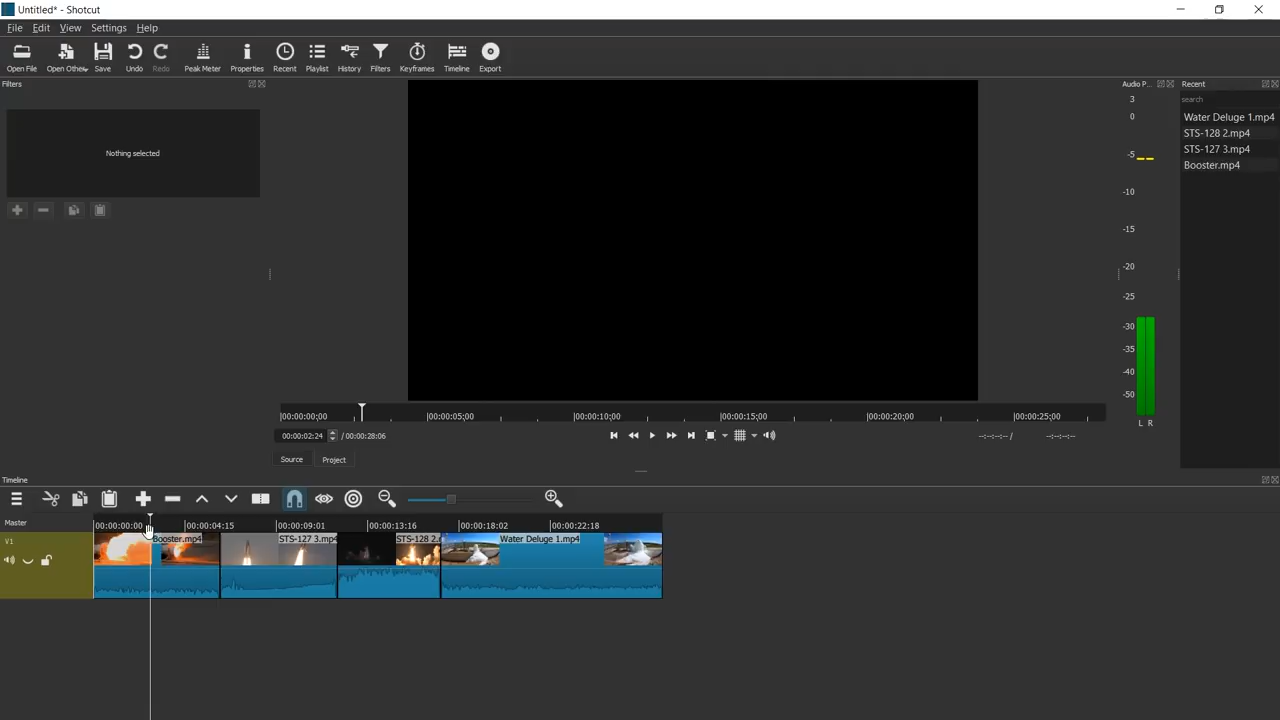 Untitled* - Shotcut
File Edit View Settings Help
Open File Open Other Save Undo Redo Peak Meter Properties Recent Playlist History Filters Keyframes Timeline Export
Filters
Nothing selected
Audio P...
3
0
-5
-10
-15
-20
-25
-30
-35
-40
-50
L R
Recent
search
Water Deluge 1.mp4
STS-128 2.mp4
STS-127 3.mp4
Booster.mp4
00:00:00;00 00:00:05;00 00:00:10;00 00:00:15;00 00:00:20;00 00:00:25;00
00:00:02:24 / 00:00:28:06 --:--:--:-- / --:--:--:--
Source Project
Timeline
Master 00:00:00:00 00:00:04:15 00:00:09:01 00:00:13:16 00:00:18:02 00:00:22:18
V1 Booster.mp4 STS-127 3.mp4 STS-128 2. Water Deluge 1.mp4